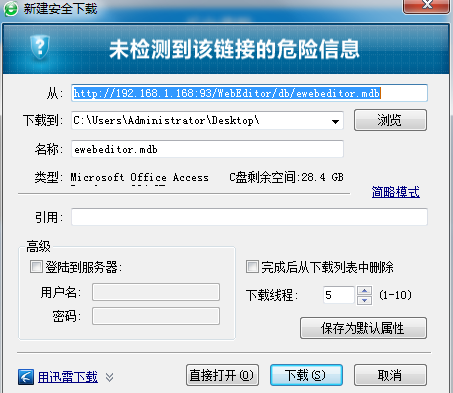 新建安全下载
未检测到该链接的危险信息
从: http://192.168.1.168:93/WebEditor/db/ewebeditor.mdb
下载到: C:\Users\Administrator\Desktop\ 浏览
名称: ewebeditor.mdb
类型: Microsoft Office Access C盘剩余空间:28.4 GB
简略模式
引用:
高级
登陆到服务器: 完成后从下载列表中删除
用户名: 下载线程: 5 (1-10)
密码: 保存为默认属性
用迅雷下载 直接打开(O) 下载(S) 取消